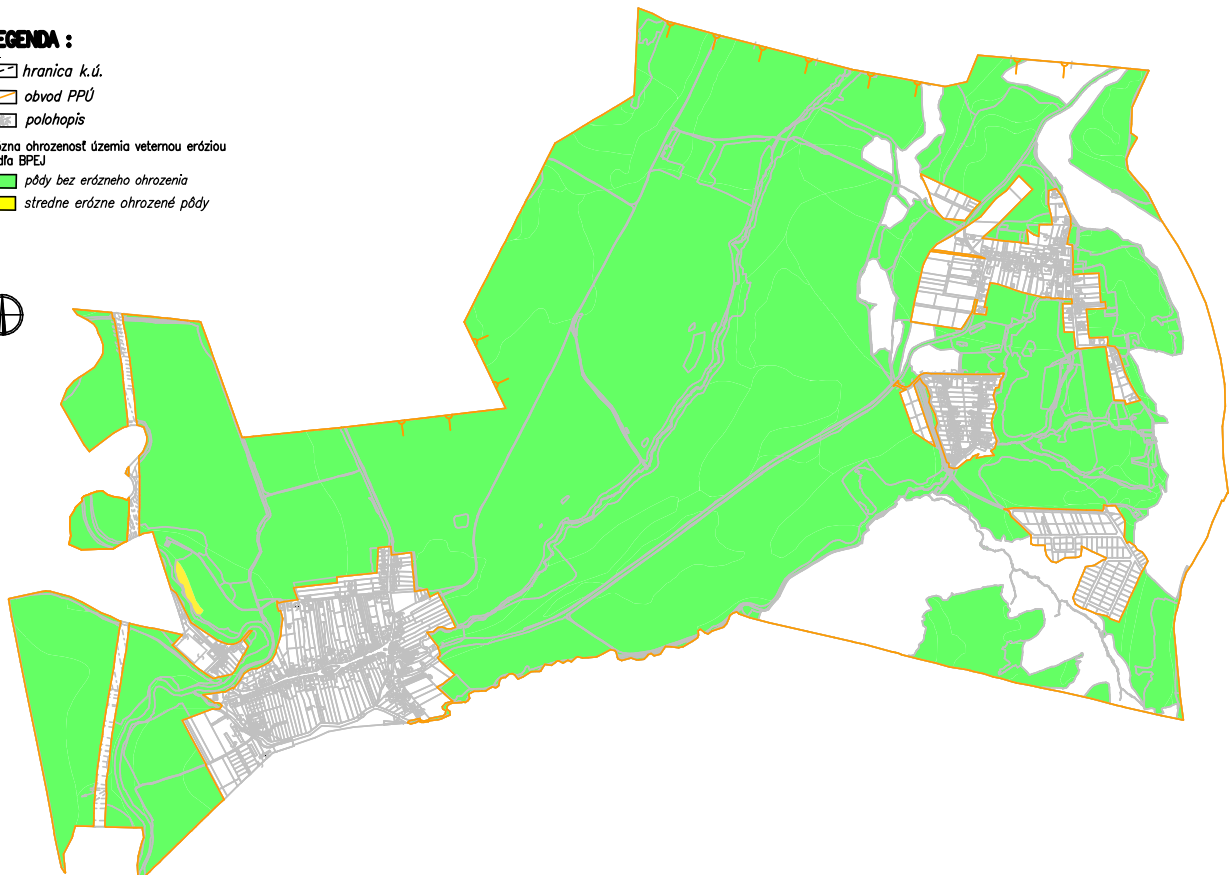 EGENDA :
hranica k.ú.
obvod PPÚ
polohopis
ózna ohrozenosť územia veternou eróziou
dľa BPEJ
pôdy bez erózneho ohrozenia
stredne erózne ohrozené pôdy